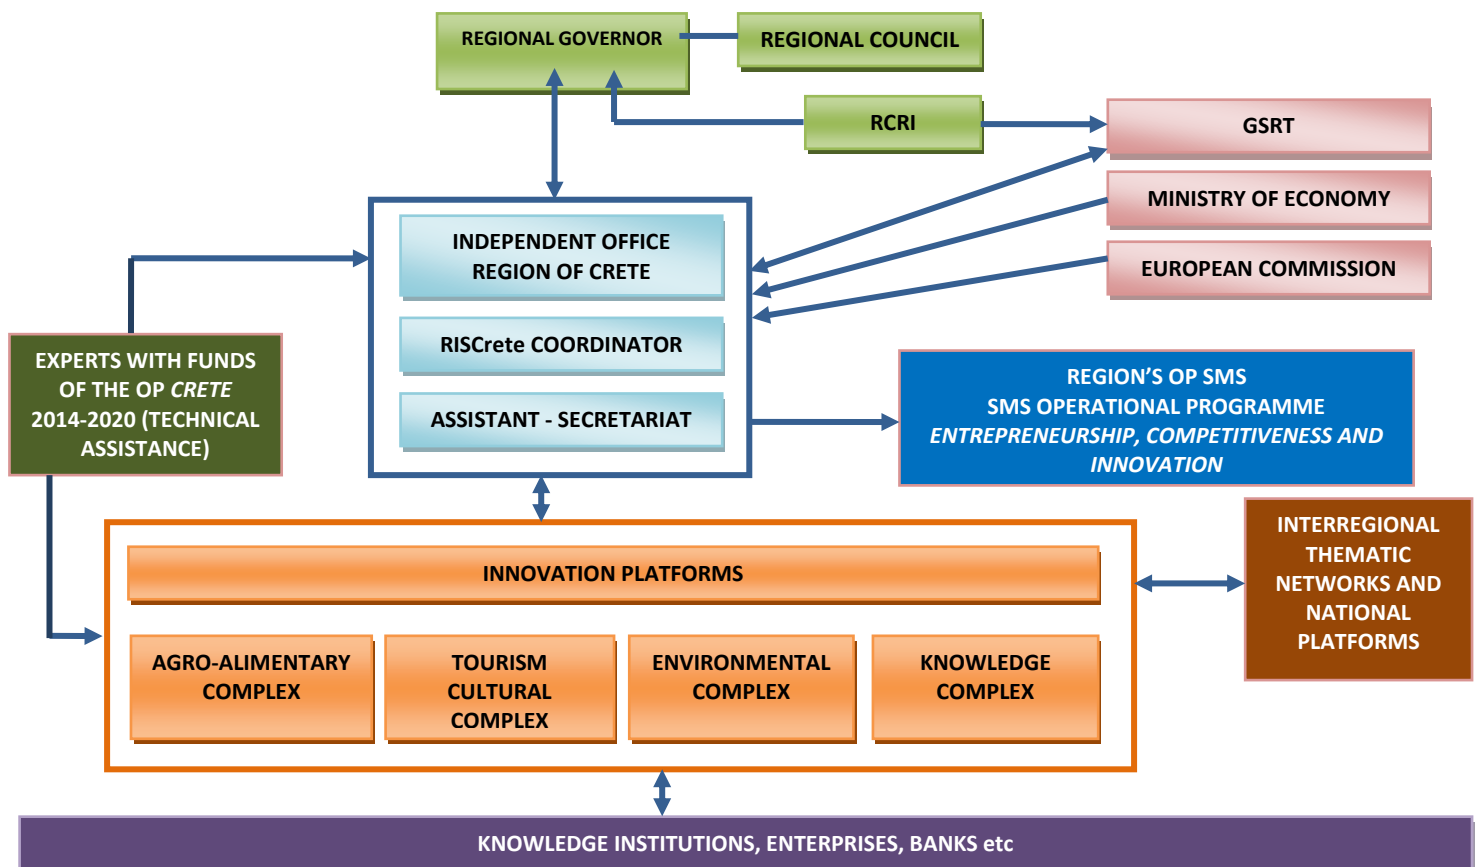 REGIONAL GOVERNOR
REGIONAL COUNCIL
RCRI
GSRT
MINISTRY OF ECONOMY
EUROPEAN COMMISSION
INDEPENDENT OFFICE
REGION OF CRETE
RISCrete COORDINATOR
ASSISTANT - SECRETARIAT
EXPERTS WITH FUNDS
OF THE OP CRETE
2014-2020 (TECHNICAL
ASSISTANCE)
REGION’S OP SMS
SMS OPERATIONAL PROGRAMME
ENTREPRENEURSHIP, COMPETITIVENESS AND
INNOVATION
INTERREGIONAL
THEMATIC
NETWORKS AND
NATIONAL
PLATFORMS
INNOVATION PLATFORMS
AGRO-ALIMENTARY
COMPLEX
TOURISM
CULTURAL
COMPLEX
ENVIRONMENTAL
COMPLEX
KNOWLEDGE
COMPLEX
KNOWLEDGE INSTITUTIONS, ENTERPRISES, BANKS etc